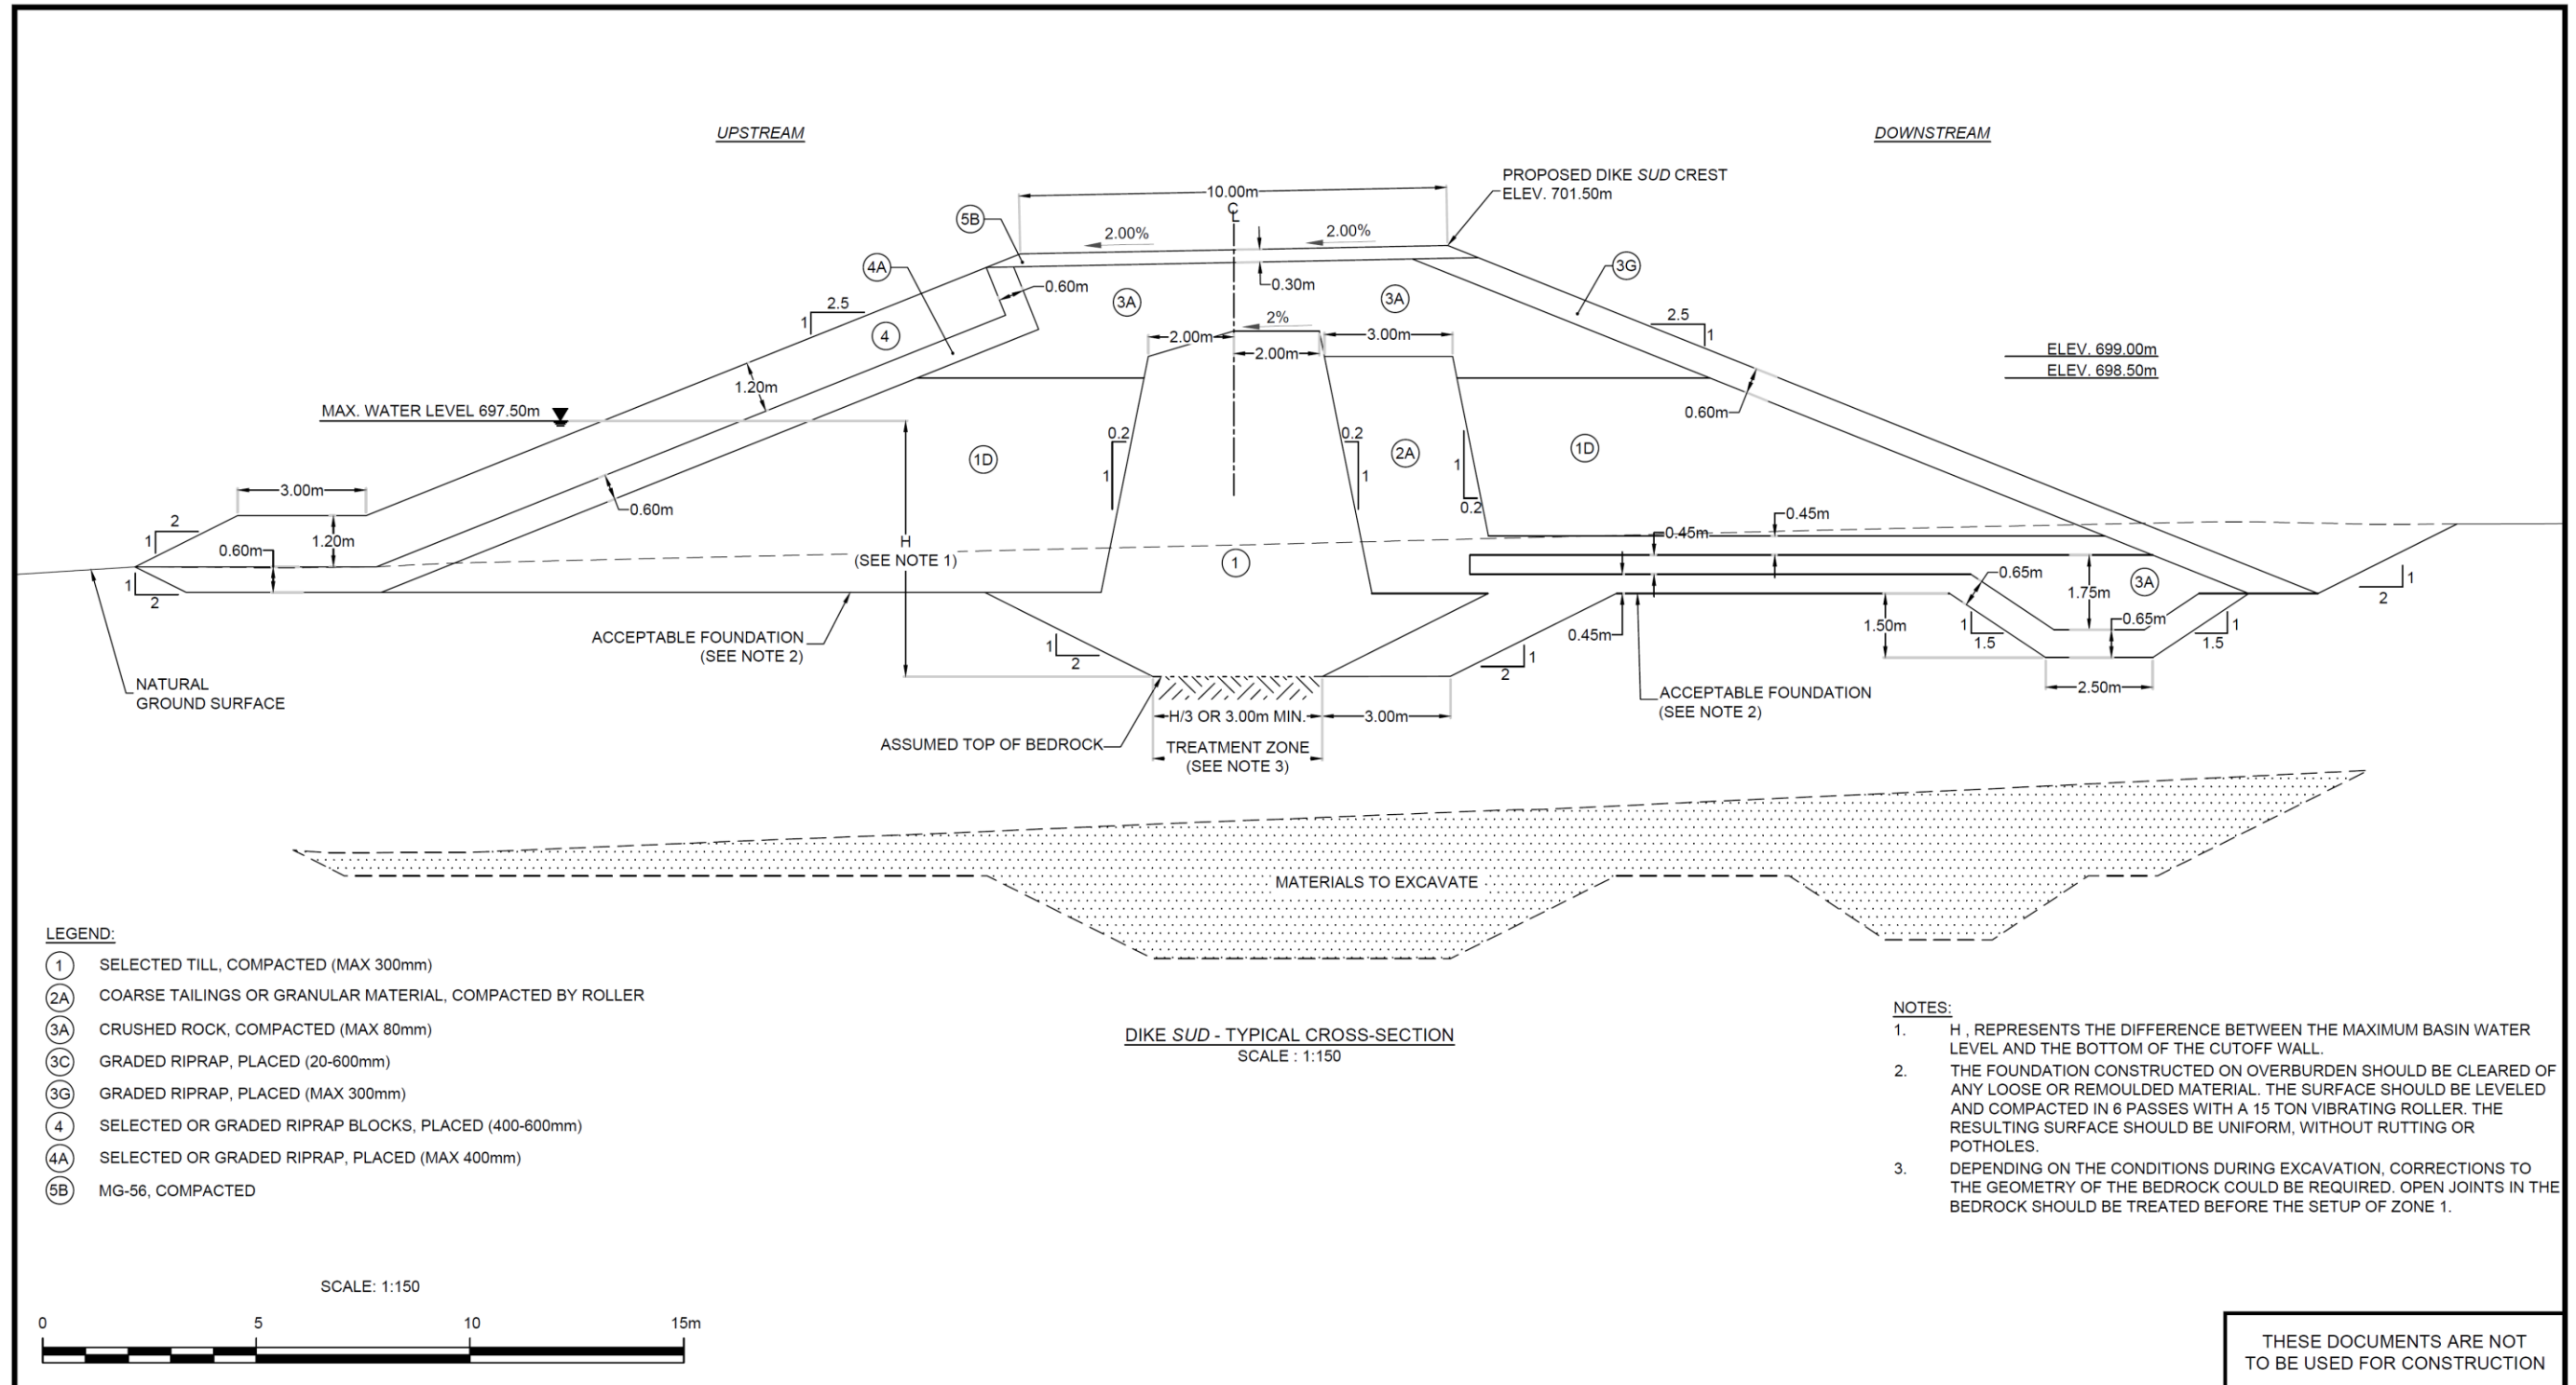 UPSTREAM
DOWNSTREAM
PROPOSED DIKE SUD CREST
ELEV. 701.50m
10.00m
CL
5B
2.00%
2.00%
4A
3G
0.60m
0.30m
3A
3A
2.5
1
2.5
1
4
2%
2.00m
3.00m
2.00m
ELEV. 699.00m
ELEV. 698.50m
1.20m
0.60m
MAX. WATER LEVEL 697.50m
0.2
1
0.2
1
2A
1
0.2
1D
1D
3.00m
0.60m
0.45m
0.45m
2
1
1.20m
0.60m
H
(SEE NOTE 1)
1
0.65m
1.75m
3A
1
2
1
2
0.65m
1.50m
0.45m
1
1.5
1
1.5
ACCEPTABLE FOUNDATION
(SEE NOTE 2)
1
2
1
2
NATURAL
GROUND SURFACE
ACCEPTABLE FOUNDATION
(SEE NOTE 2)
2.50m
H/3 OR 3.00m MIN.
3.00m
ASSUMED TOP OF BEDROCK
TREATMENT ZONE
(SEE NOTE 3)
MATERIALS TO EXCAVATE
LEGEND:
1 SELECTED TILL, COMPACTED (MAX 300mm)
2A COARSE TAILINGS OR GRANULAR MATERIAL, COMPACTED BY ROLLER
3A CRUSHED ROCK, COMPACTED (MAX 80mm)
3C GRADED RIPRAP, PLACED (20-600mm)
3G GRADED RIPRAP, PLACED (MAX 300mm)
4 SELECTED OR GRADED RIPRAP BLOCKS, PLACED (400-600mm)
4A SELECTED OR GRADED RIPRAP, PLACED (MAX 400mm)
5B MG-56, COMPACTED
DIKE SUD - TYPICAL CROSS-SECTION
SCALE : 1:150
NOTES:
1. H , REPRESENTS THE DIFFERENCE BETWEEN THE MAXIMUM BASIN WATER
LEVEL AND THE BOTTOM OF THE CUTOFF WALL.
2. THE FOUNDATION CONSTRUCTED ON OVERBURDEN SHOULD BE CLEARED OF
ANY LOOSE OR REMOULDED MATERIAL. THE SURFACE SHOULD BE LEVELED
AND COMPACTED IN 6 PASSES WITH A 15 TON VIBRATING ROLLER. THE
RESULTING SURFACE SHOULD BE UNIFORM, WITHOUT RUTTING OR
POTHOLES.
3. DEPENDING ON THE CONDITIONS DURING EXCAVATION, CORRECTIONS TO
THE GEOMETRY OF THE BEDROCK COULD BE REQUIRED. OPEN JOINTS IN THE
BEDROCK SHOULD BE TREATED BEFORE THE SETUP OF ZONE 1.
SCALE: 1:150
0 5 10 15m
THESE DOCUMENTS ARE NOT
TO BE USED FOR CONSTRUCTION